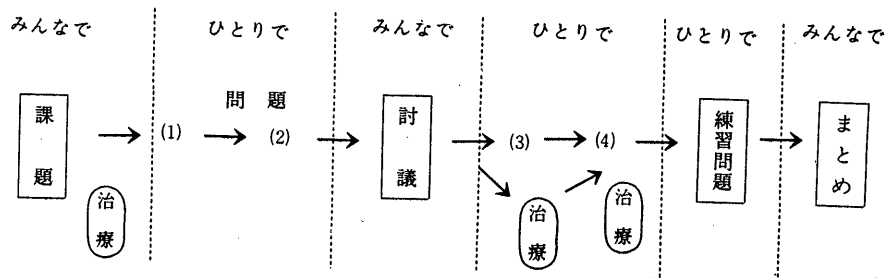 みんなで
ひとりで
みんなで
ひとりで
ひとりで
みんなで
課題
治療
(1)
問題
(2)
討議
(3)
(4)
治療
治療
練習問題
まとめ